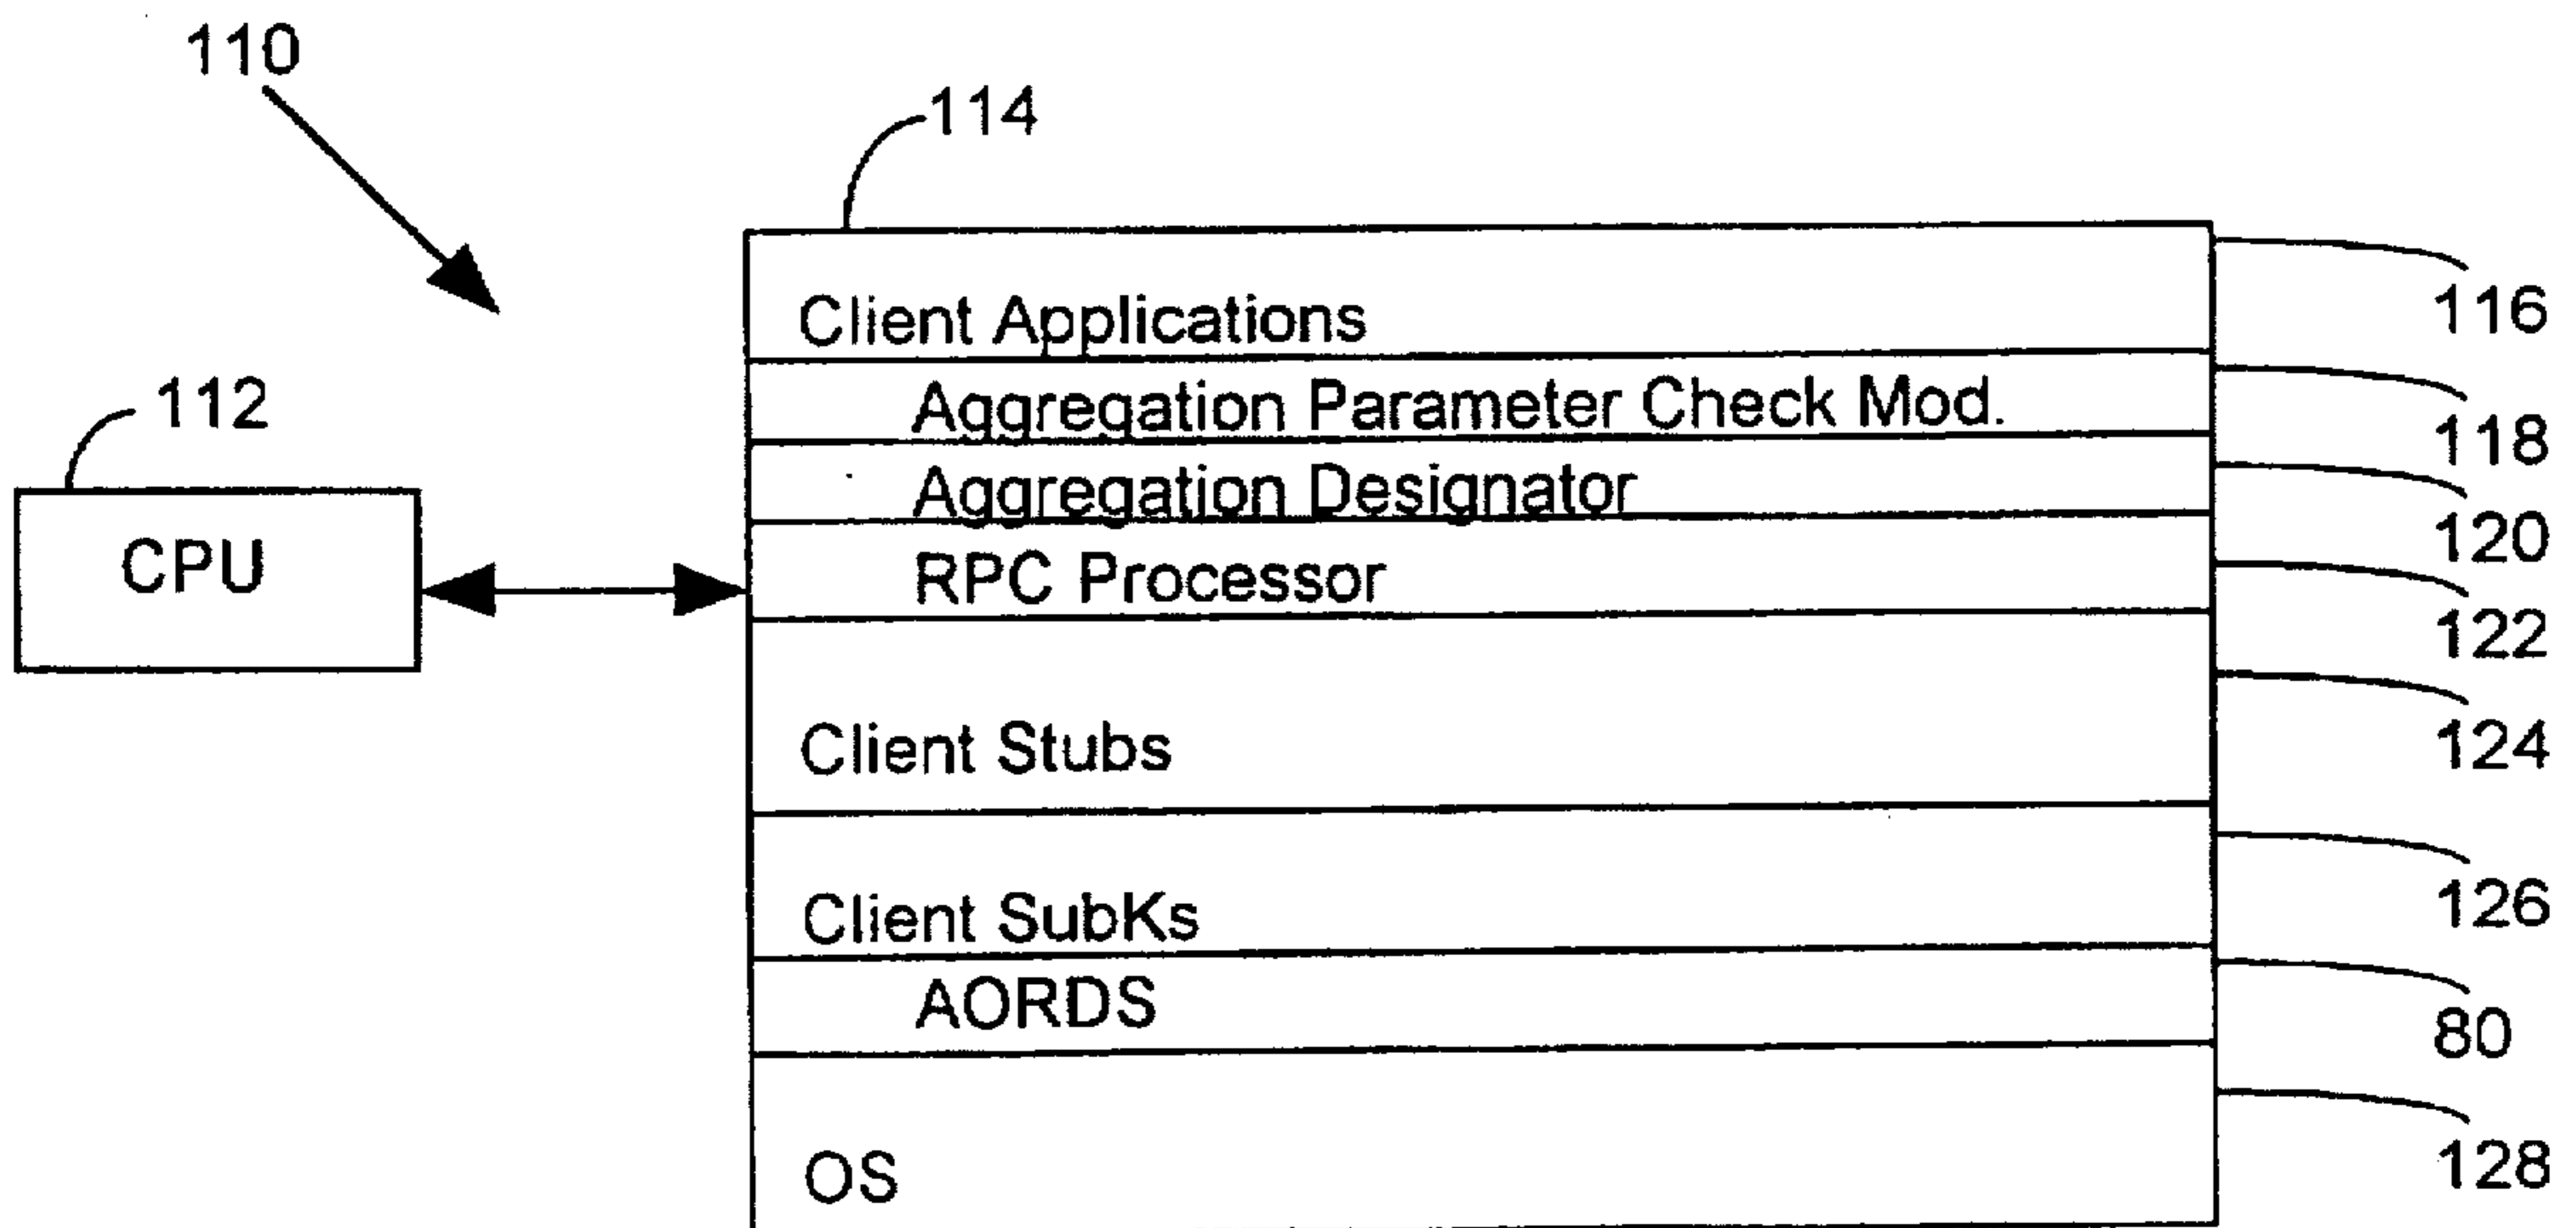 110
114
Client Applications
116
112
Aggregation Parameter Check Mod.
118
Aggregation Designator
120
CPU
RPC Processor
122
Client Stubs
124
Client SubKs
126
AORDS
80
OS
128